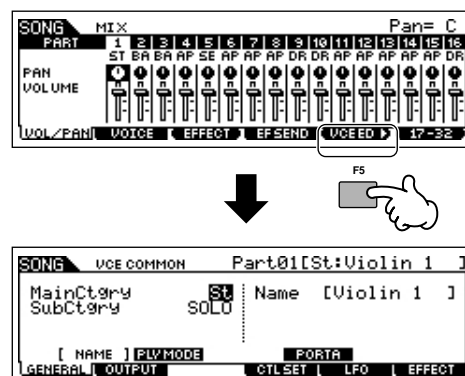 SONG MIX Pan= C
PART 1 2 3 4 5 6 7 8 9 10 11 12 13 14 15 16
ST BA BA AP SE AP AP AP DR DR AP AP AP AP AP DR
PAN
VOLUME
VOL/PAN VOICE EFFECT EFSEND VCEED 17-32
F5
SONG VCE COMMON Part01[St:Violin 1 ]
MainCtgry St Name [Violin 1 ]
SubCtgry SOLO
[ NAME ] PLYMODE PORTA
GENERAL OUTPUT CTLSET LFO EFFECT